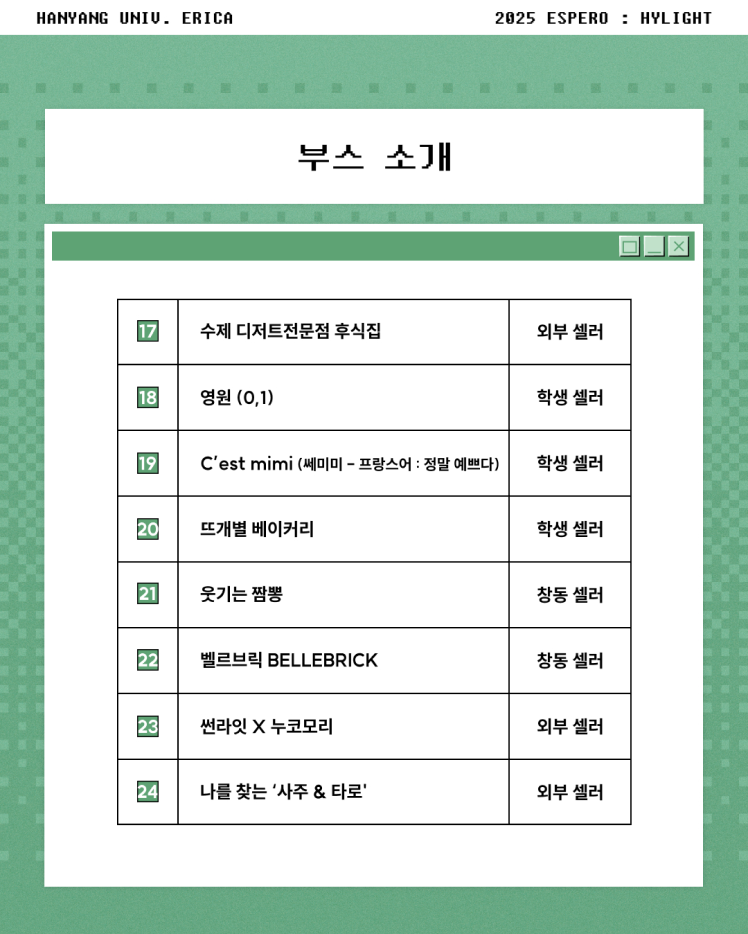 HANYANG UNIV. ERICA
2025 ESPERO : HYLIGHT
부스 소개
17 수제 디저트전문점 후식집 외부 셀러
18 영원 (0,1) 학생 셀러
19 C'est mimi (쎄미미 - 프랑스어 : 정말 예쁘다) 학생 셀러
20 뜨개별 베이커리 학생 셀러
21 웃기는 짬뽕 창동 셀러
22 벨르브릭 BELLEBRICK 창동 셀러
23 썬라잇 X 누코모리 외부 셀러
24 나를 찾는 ‘사주 & 타로' 외부 셀러